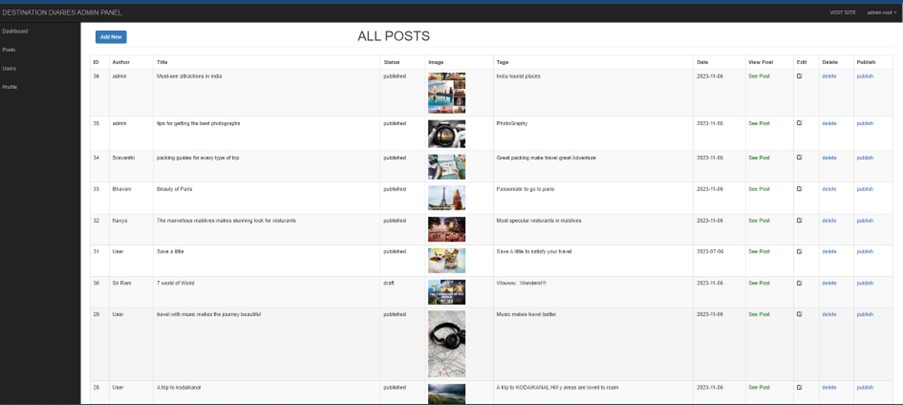 DESTINATION DIARIES ADMIN PANEL VISIT SITE admin root
Dashboard
Posts
Users
Profile
Add New ALL POSTS
ID Author Title Status Image Tags Date View Post Edit Delete Publish
36 admin Must-see attractions in india published India tourist places 2023-11-06 See Post delete publish
35 admin tips for getting the best photographs published PhotoGraphy 2023-11-06 See Post delete publish
34 Sravanthi packing guides for every type of trip published Great packing make travel great Adventure 2023-11-06 See Post delete publish
33 Bhavani Beauty of Paris published Passionate to go to paris 2023-11-06 See Post delete publish
32 Navya The marvellous maldives makes stunning look for resturants published Most specular resturants in maldives 2023-11-06 See Post delete publish
31 User Save a little published Save A little to satisfy your travel 2023-07-06 See Post delete publish
30 Sri Ram 7 world of World draft 2023-11-06 See Post delete publish
29 User travel with music makes the journey beautiful published Music makes travel better 2023-11-06 See Post delete publish
28 User A trip to kodaikanal published A trip to KODAIKANAL:Hill y areas are loved to roam 2023-11-06 See Post delete publish